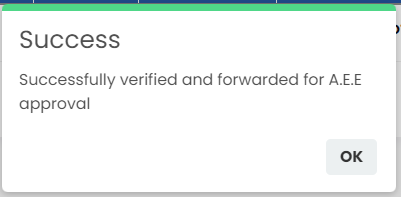 Success
Successfully verified and forwarded for A.E.E
approval
OK